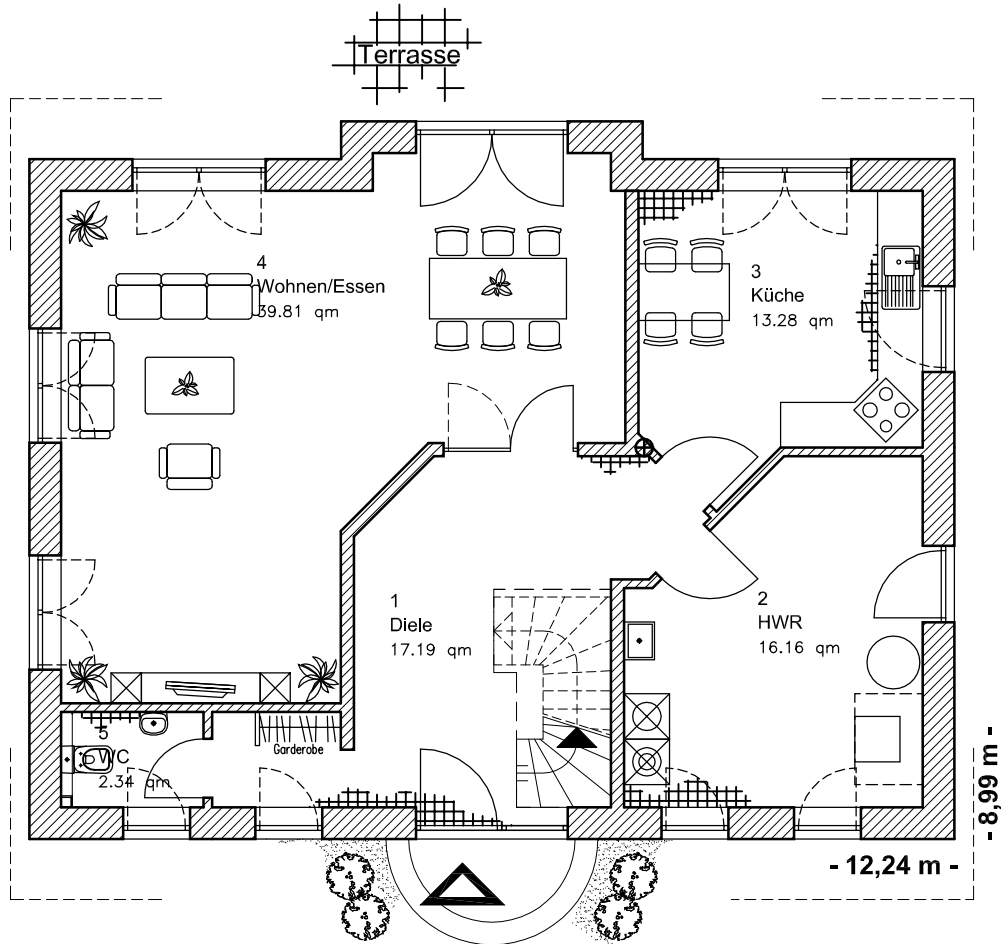 Terrasse
4
Wohnen/Essen
39.81 qm
3
Küche
13.28 qm
1
Diele
17.19 qm
2
HWR
16.16 qm
5
WC
2.34 qm
Garderobe
- 8,99 m -
- 12,24 m -